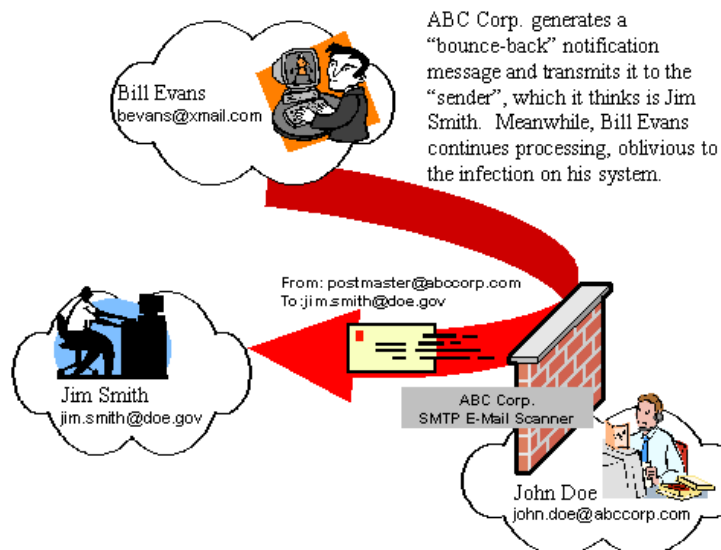 ABC Corp. generates a
“bounce-back” notification
message and transmits it to the
“sender”, which it thinks is Jim
Smith.  Meanwhile, Bill Evans
continues processing, oblivious to
the infection on his system.
Bill Evans
bevans@xmail.com
From: postmaster@abccorp.com
To:jim.smith@doe.gov
ABC Corp.
SMTP E-Mail Scanner
Jim Smith
jim.smith@doe.gov
John Doe
john.doe@abccorp.com